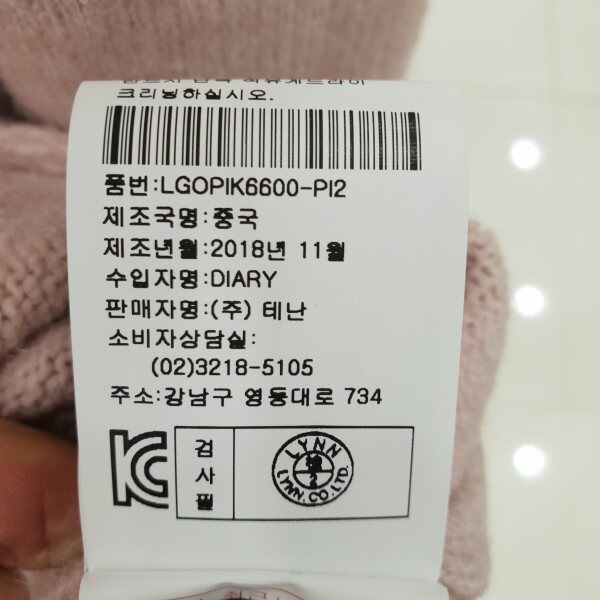 크리닝하실시오.
품번:LGOPIK6600-PI2
제조국명:중국
제조년월:2018년 11월
수입자명:DIARY
판매자명:(주) 테난
소비자상담실:
(02)3218-5105
주소:강남구 영동대로 734
검사필
LYNN
2
LYNN.CO.LTD.